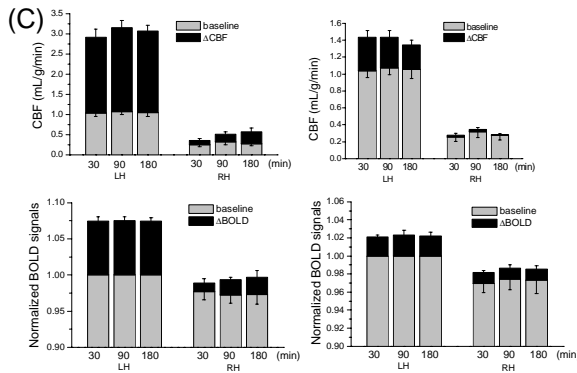 (C)
CBF (mL/g/min)
3.5
3.0
2.5
2.0
1.5
1.0
0.5
0.0
baseline
ΔCBF
30 90 180 30 90 180 (min)
LH RH
CBF (mL/g/min)
1.6
1.4
1.2
1.0
0.8
0.6
0.4
0.2
0.0
baseline
ΔCBF
30 90 180 30 90 180 (min)
LH RH
Normalized BOLD signals
1.10
1.05
1.00
0.95
0.90
baseline
ΔBOLD
30 90 180 30 90 180 (min)
LH RH
Normalized BOLD signals
1.06
1.04
1.02
1.00
0.98
0.96
0.94
0.92
0.90
baseline
ΔBOLD
30 90 180 30 90 180 (min)
LH RH